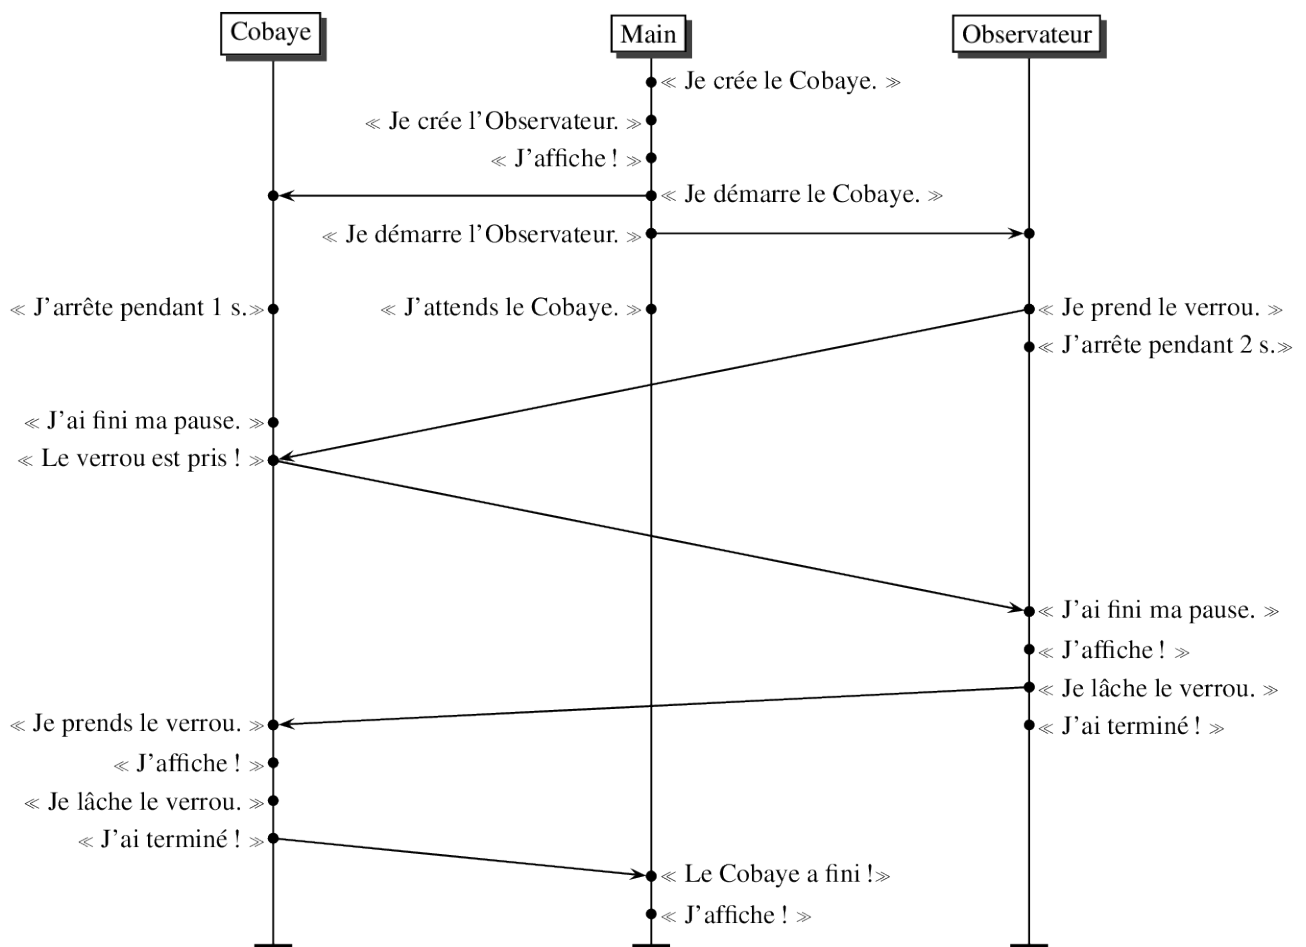 Cobaye
Main
Observateur
≪ Je crée le Cobaye. ≫
≪ Je crée l’Observateur. ≫
≪ J’affiche ! ≫
≪ Je démarre le Cobaye. ≫
≪ Je démarre l’Observateur. ≫
≪ J’arrête pendant 1 s.≫
≪ J’attends le Cobaye. ≫
≪ Je prend le verrou. ≫
≪ J’arrête pendant 2 s.≫
≪ J’ai fini ma pause. ≫
≪ Le verrou est pris ! ≫
≪ J’ai fini ma pause. ≫
≪ J’affiche ! ≫
≪ Je lâche le verrou. ≫
≪ Je prends le verrou. ≫
≪ J’ai terminé ! ≫
≪ J’affiche ! ≫
≪ Je lâche le verrou. ≫
≪ J’ai terminé ! ≫
≪ Le Cobaye a fini !≫
≪ J’affiche ! ≫